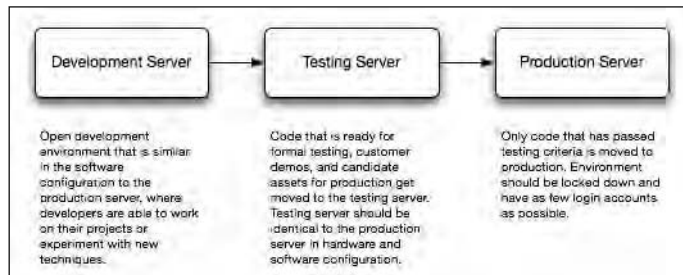 Development Server
Testing Server
Production Server
Open development
environment that is similar
in the software
configuration to the
production server, where
developers are able to work
on their projects or
experiment with new
techniques.
Code that is ready for
formal testing, customer
demos, and candidate
assets for production get
moved to the testing server.
Testing server should be
identical to the production
server in hardware and
software configuration.
Only code that has passed
testing criteria is moved to
production. Environment
should be locked down and
have as few login accounts
as possible.